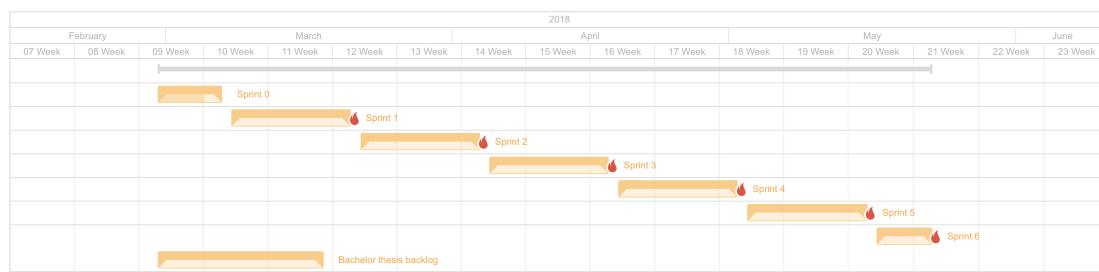 2018
February March April May June
07 Week 08 Week 09 Week 10 Week 11 Week 12 Week 13 Week 14 Week 15 Week 16 Week 17 Week 18 Week 19 Week 20 Week 21 Week 22 Week 23 Week
Sprint 0
Sprint 1
Sprint 2
Sprint 3
Sprint 4
Sprint 5
Sprint 6
Bachelor thesis backlog